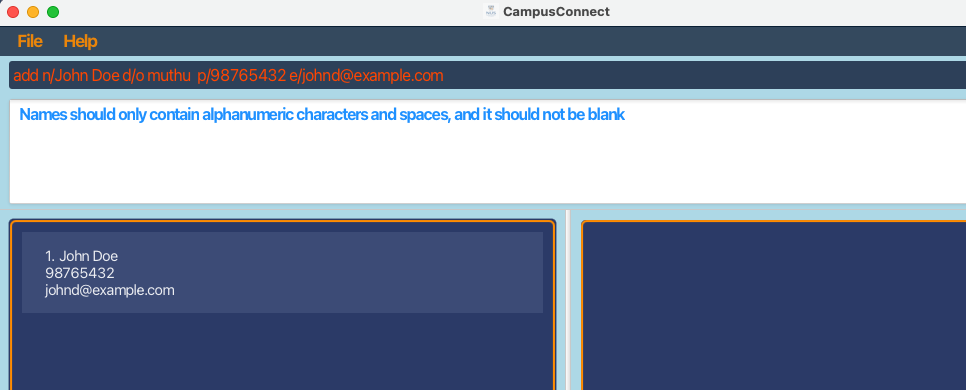 CampusConnect
File Help
add n/John Doe d/o muthu  p/98765432 e/johnd@example.com
Names should only contain alphanumeric characters and spaces, and it should not be blank
1. John Doe
98765432
johnd@example.com